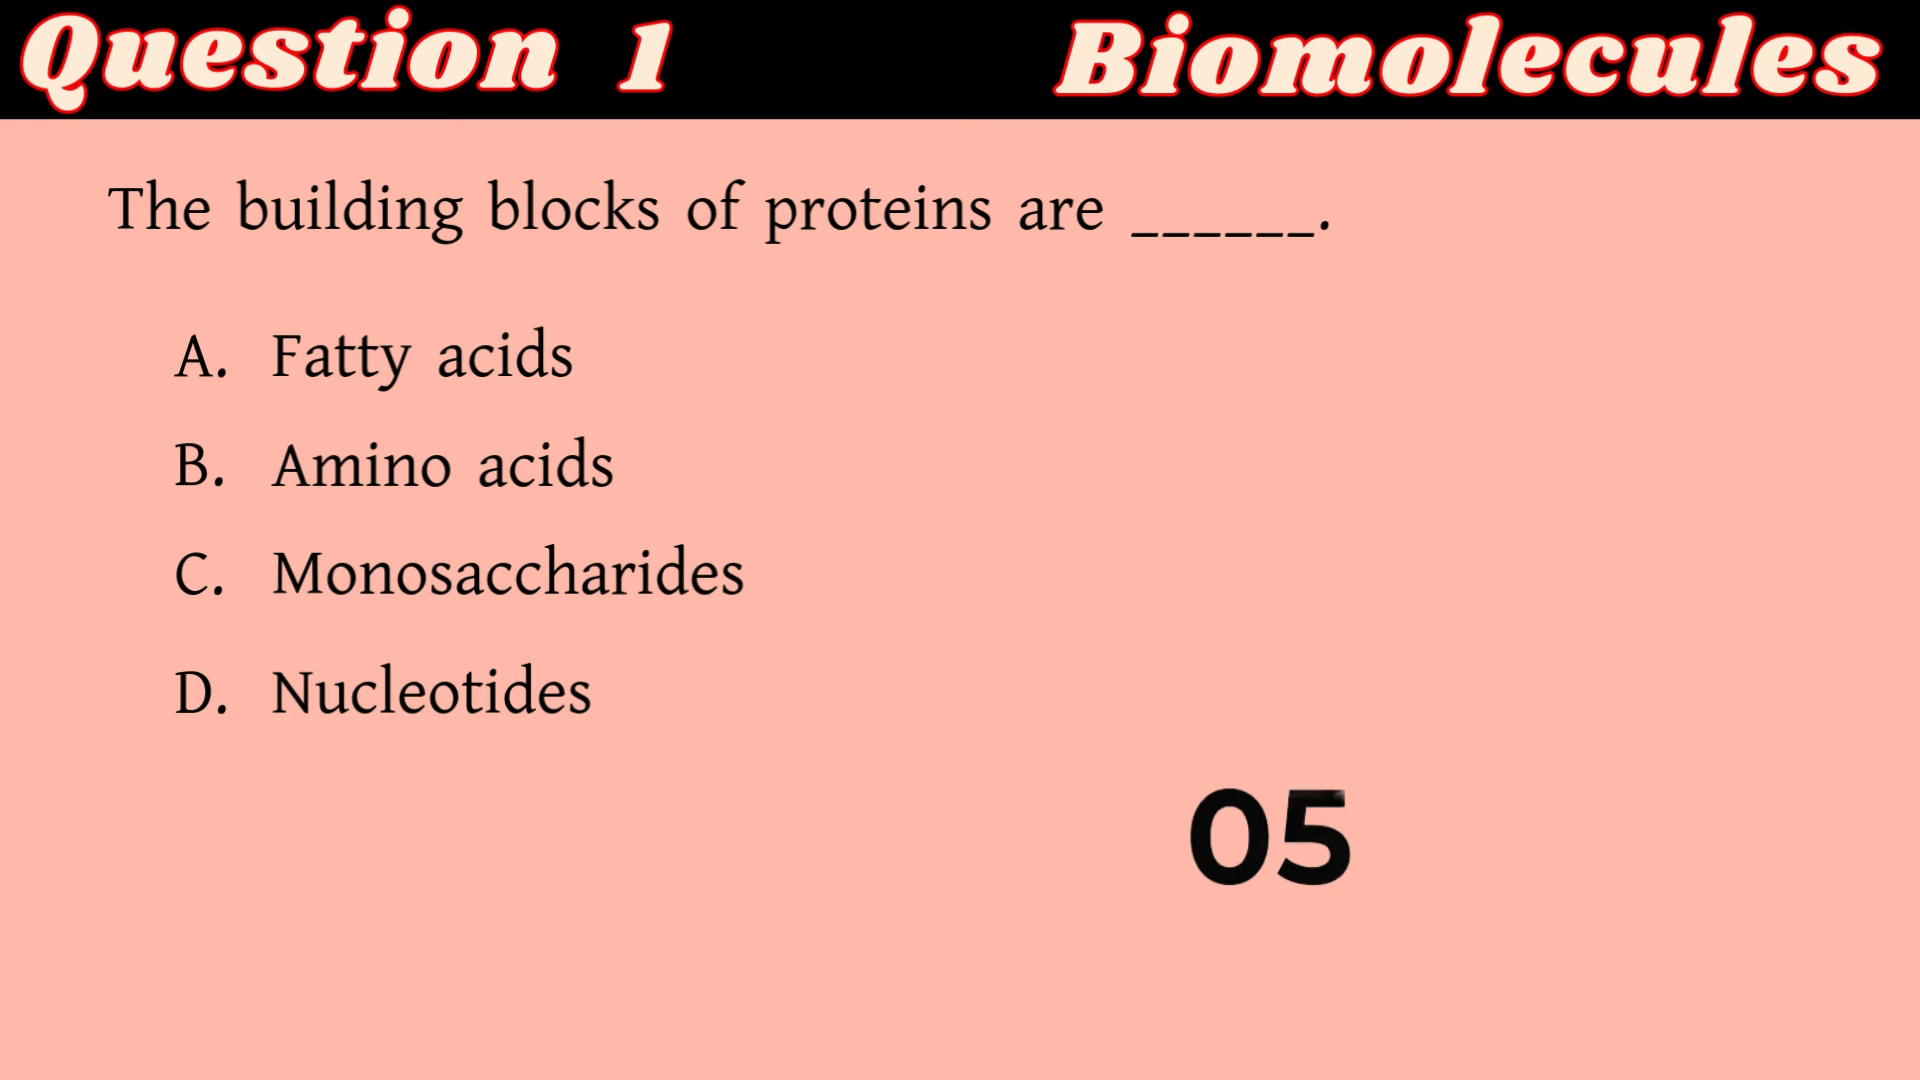 Question 1
Biomolecules
The building blocks of proteins are ______.
A. Fatty acids
B. Amino acids
C. Monosaccharides
D. Nucleotides
05